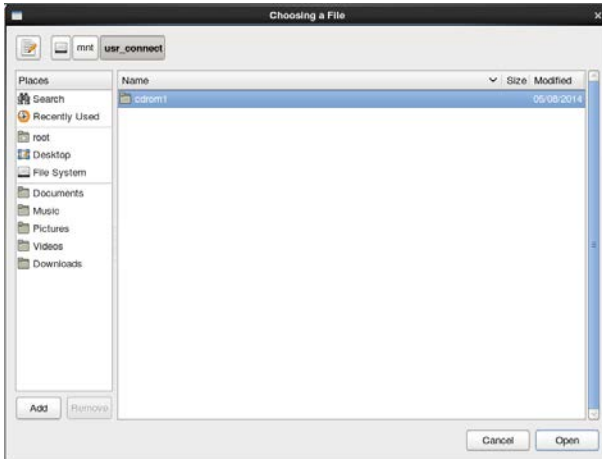 Choosing a File
mnt usr_connect
Places
Search
Recently Used
root
Desktop
File System
Documents
Music
Pictures
Videos
Downloads
Add Remove
Name Size Modified
cdrom1 05/08/2014
Cancel Open